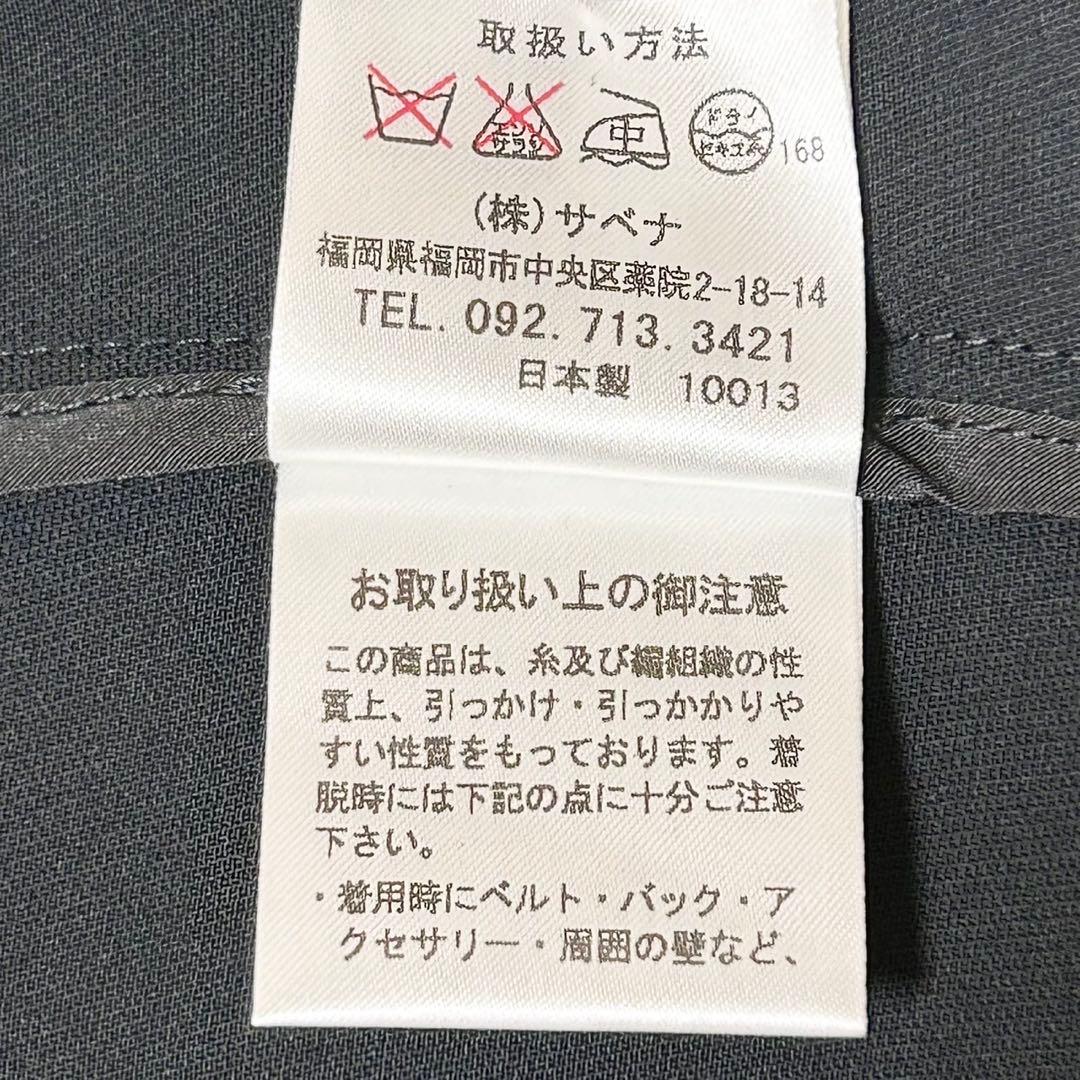 取扱い方法
エンソ
サラシ
中
ドライ
セキユ系
168
(株)サベナ
福岡県福岡市中央区薬院2-18-14
TEL. 092. 713. 3421
日本製 10013
お取り扱い上の御注意
この商品は、糸及び編組織の性
質上、引っかけ・引っかかりや
すい性質をもっております。着
脱時には下記の点に十分ご注意
下さい。
・着用時にベルト・バック・ア
クセサリー・周囲の壁など、